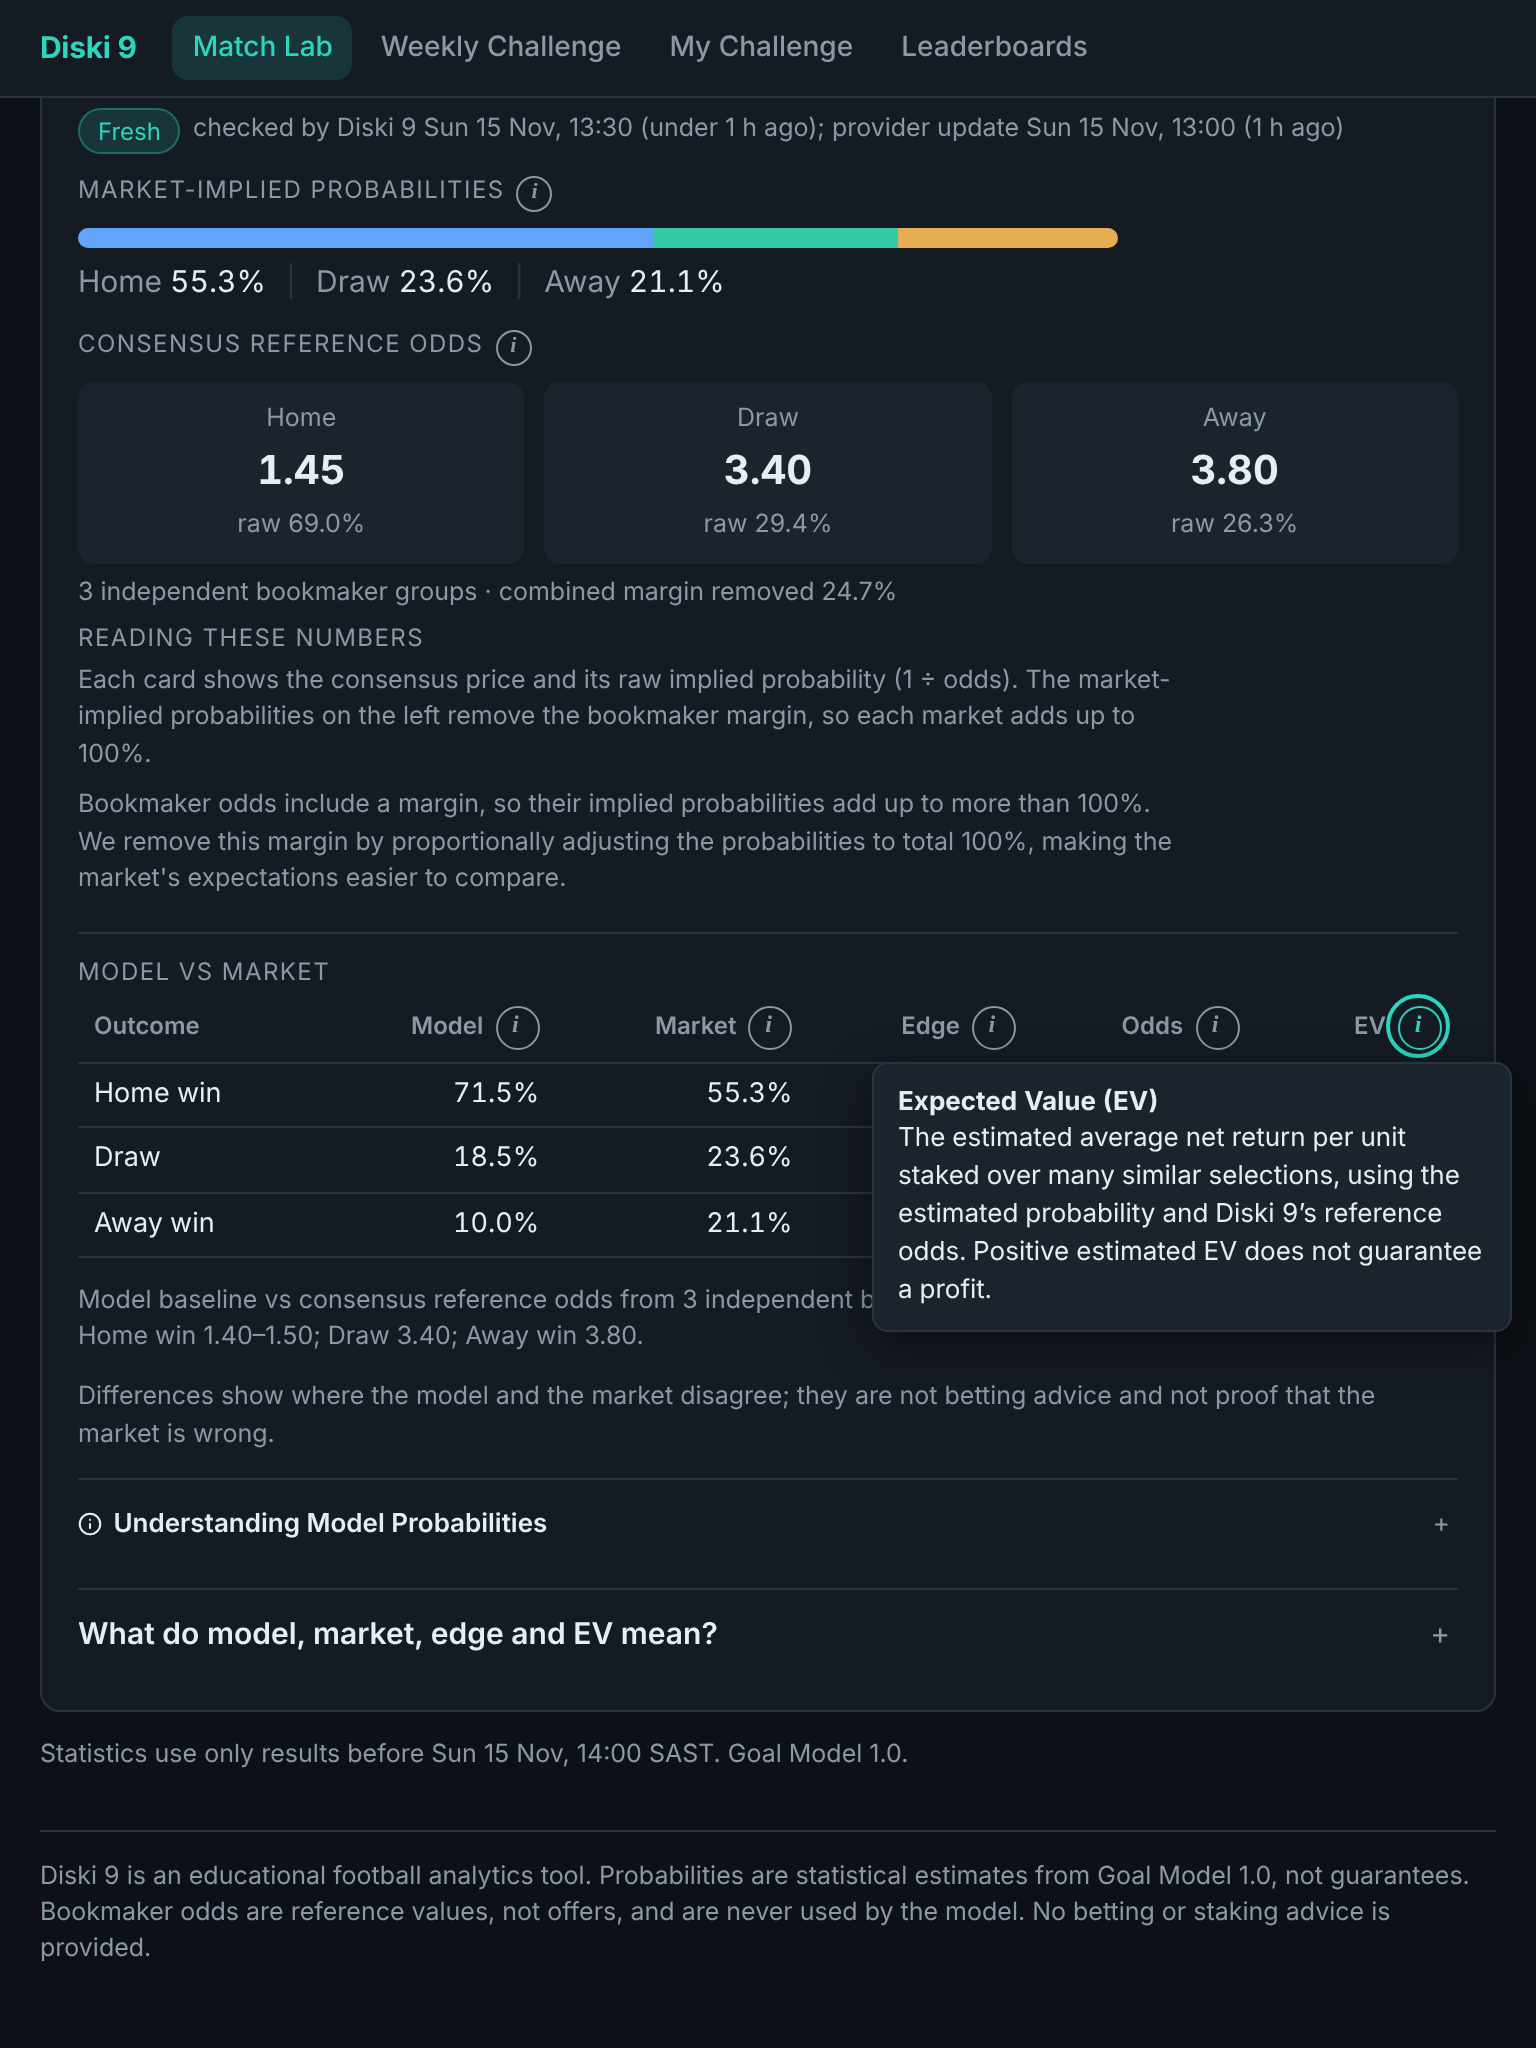 Diski 9 Match Lab Weekly Challenge My Challenge Leaderboards
Fresh checked by Diski 9 Sun 15 Nov, 13:30 (under 1 h ago); provider update Sun 15 Nov, 13:00 (1 h ago)
MARKET-IMPLIED PROBABILITIES i
Home 55.3% Draw 23.6% Away 21.1%
CONSENSUS REFERENCE ODDS i
Home Draw Away
1.45 3.40 3.80
raw 69.0% raw 29.4% raw 26.3%
3 independent bookmaker groups · combined margin removed 24.7%
READING THESE NUMBERS
Each card shows the consensus price and its raw implied probability (1 ÷ odds). The market-
implied probabilities on the left remove the bookmaker margin, so each market adds up to
100%.
Bookmaker odds include a margin, so their implied probabilities add up to more than 100%.
We remove this margin by proportionally adjusting the probabilities to total 100%, making the
market's expectations easier to compare.
MODEL VS MARKET
Outcome Model i Market i Edge i Odds i EV i
Home win 71.5% 55.3%
Draw 18.5% 23.6%
Away win 10.0% 21.1%
Expected Value (EV)
The estimated average net return per unit
staked over many similar selections, using the
estimated probability and Diski 9’s reference
odds. Positive estimated EV does not guarantee
a profit.
Model baseline vs consensus reference odds from 3 independent
Home win 1.40–1.50; Draw 3.40; Away win 3.80.
Differences show where the model and the market disagree; they are not betting advice and not proof that the
market is wrong.
Understanding Model Probabilities +
What do model, market, edge and EV mean? +
Statistics use only results before Sun 15 Nov, 14:00 SAST. Goal Model 1.0.
Diski 9 is an educational football analytics tool. Probabilities are statistical estimates from Goal Model 1.0, not guarantees.
Bookmaker odds are reference values, not offers, and are never used by the model. No betting or staking advice is
provided.